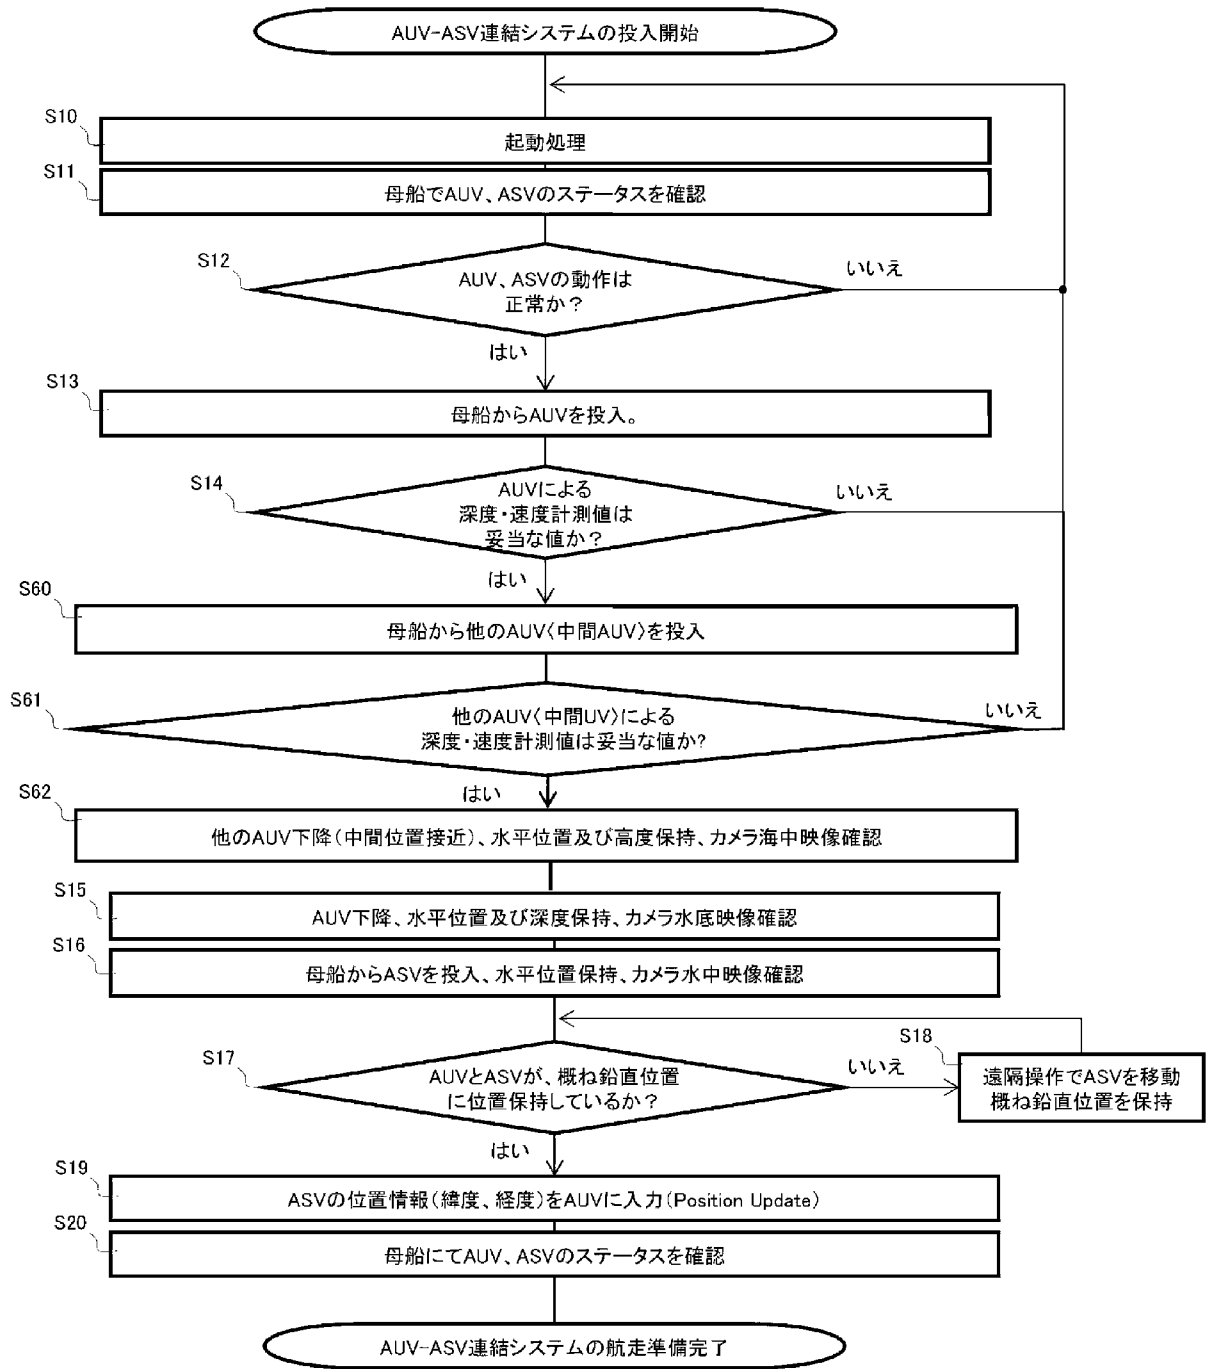 AUV-ASV連結システムの投入開始
S10
起動処理
S11
母船でAUV、ASVのステータスを確認
S12
AUV、ASVの動作は
正常か？
いいえ
はい
S13
母船からAUVを投入。
S14
AUVによる
深度・速度計測値は
妥当な値か？
いいえ
はい
S60
母船から他のAUV〈中間AUV〉を投入
S61
他のAUV〈中間UV〉による
深度・速度計測値は妥当な値か?
いいえ
はい
S62
他のAUV下降（中間位置接近）、水平位置及び高度保持、カメラ海中映像確認
S15
AUV下降、水平位置及び深度保持、カメラ水底映像確認
S16
母船からASVを投入、水平位置保持、カメラ水中映像確認
S17
AUVとASVが、概ね鉛直位置
に位置保持しているか？
いいえ
S18
遠隔操作でASVを移動
概ね鉛直位置を保持
はい
S19
ASVの位置情報（緯度、経度）をAUVに入力（Position Update）
S20
母船にてAUV、ASVのステータスを確認
AUV-ASV連結システムの航走準備完了